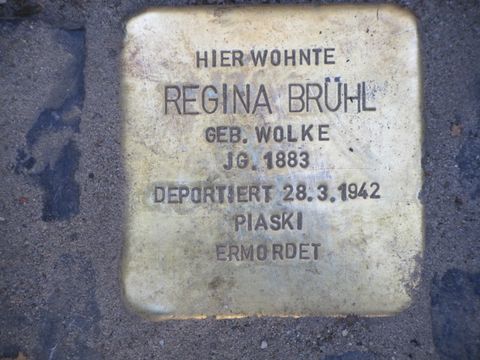 HIER WOHNTE
REGINA BRÜHL
GEB. WOLKE
JG. 1883
DEPORTIERT 28.3.1942
PIASKI
ERMORDET